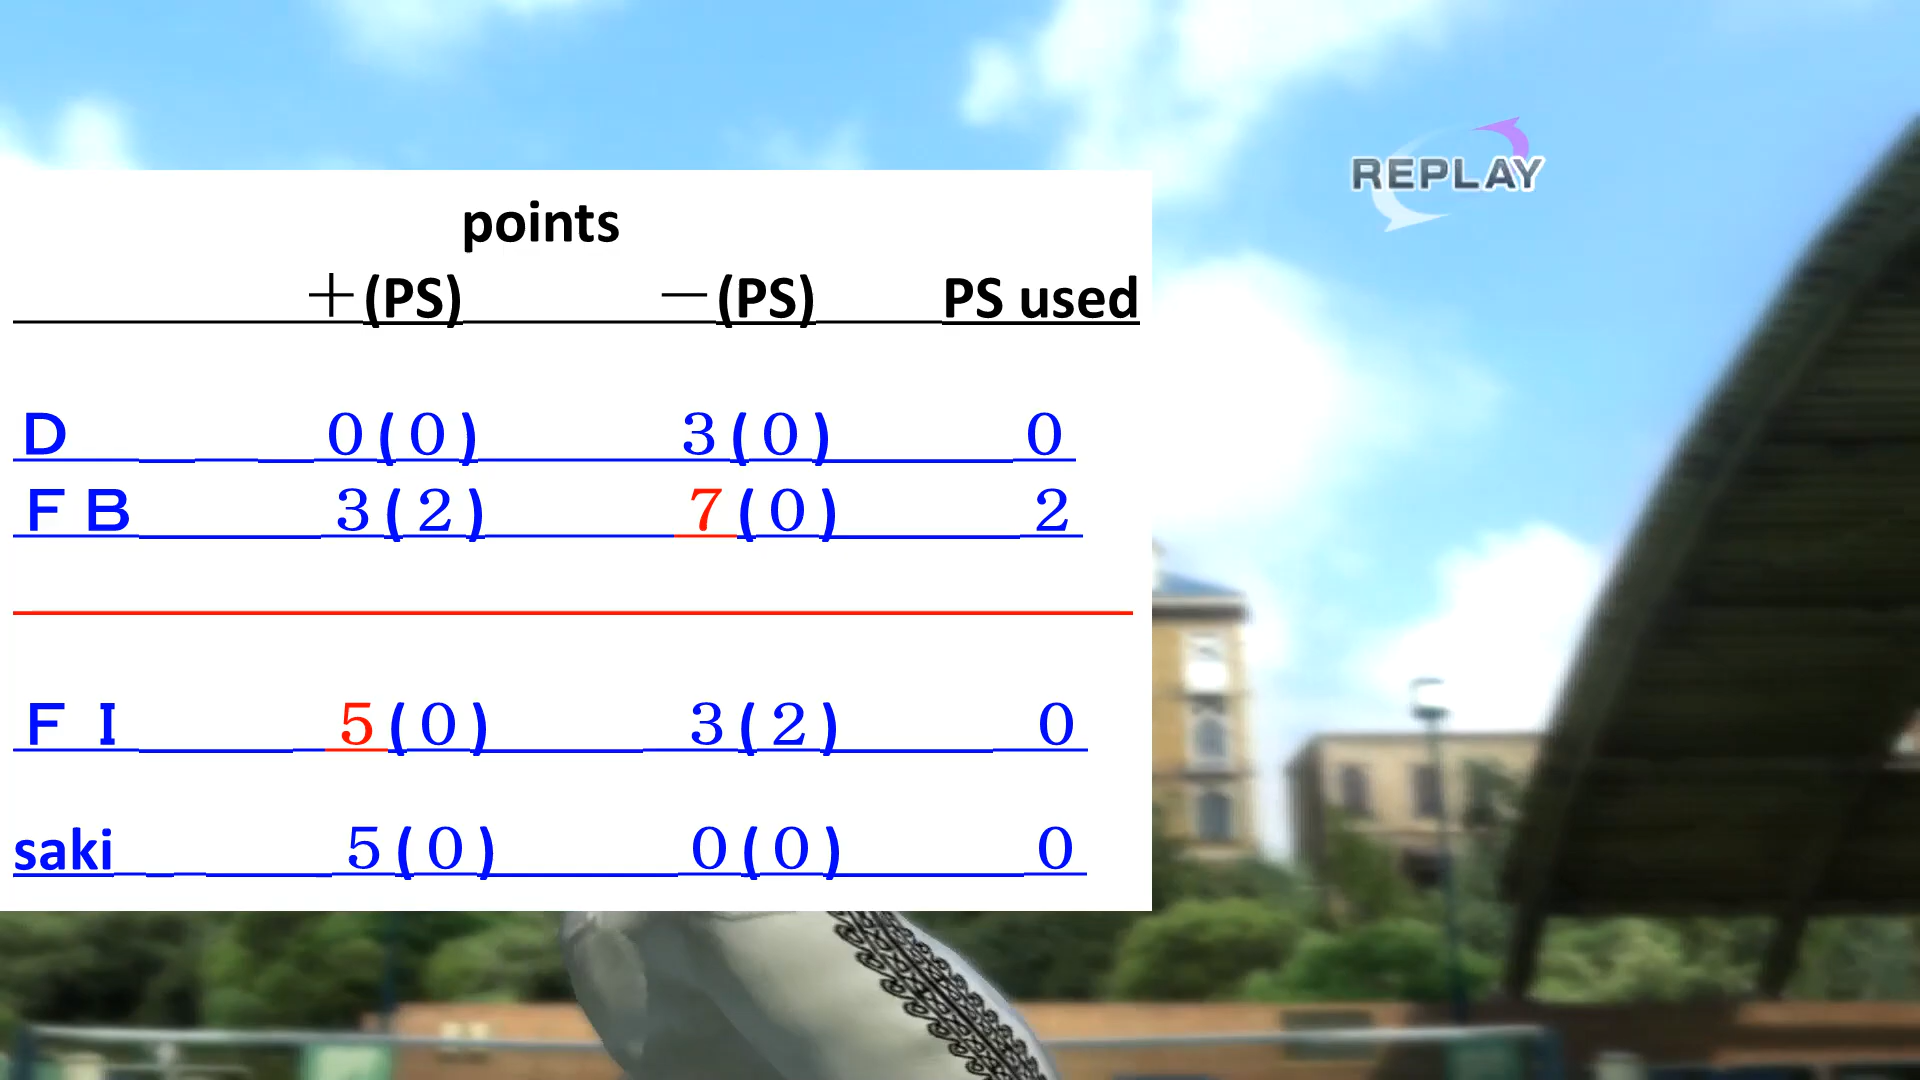 REPLAY
points
＋(PS) －(PS) PS used
D 0(0) 3(0) 0
F B 3(2) 7(0) 2
F I 5(0) 3(2) 0
saki 5(0) 0(0) 0